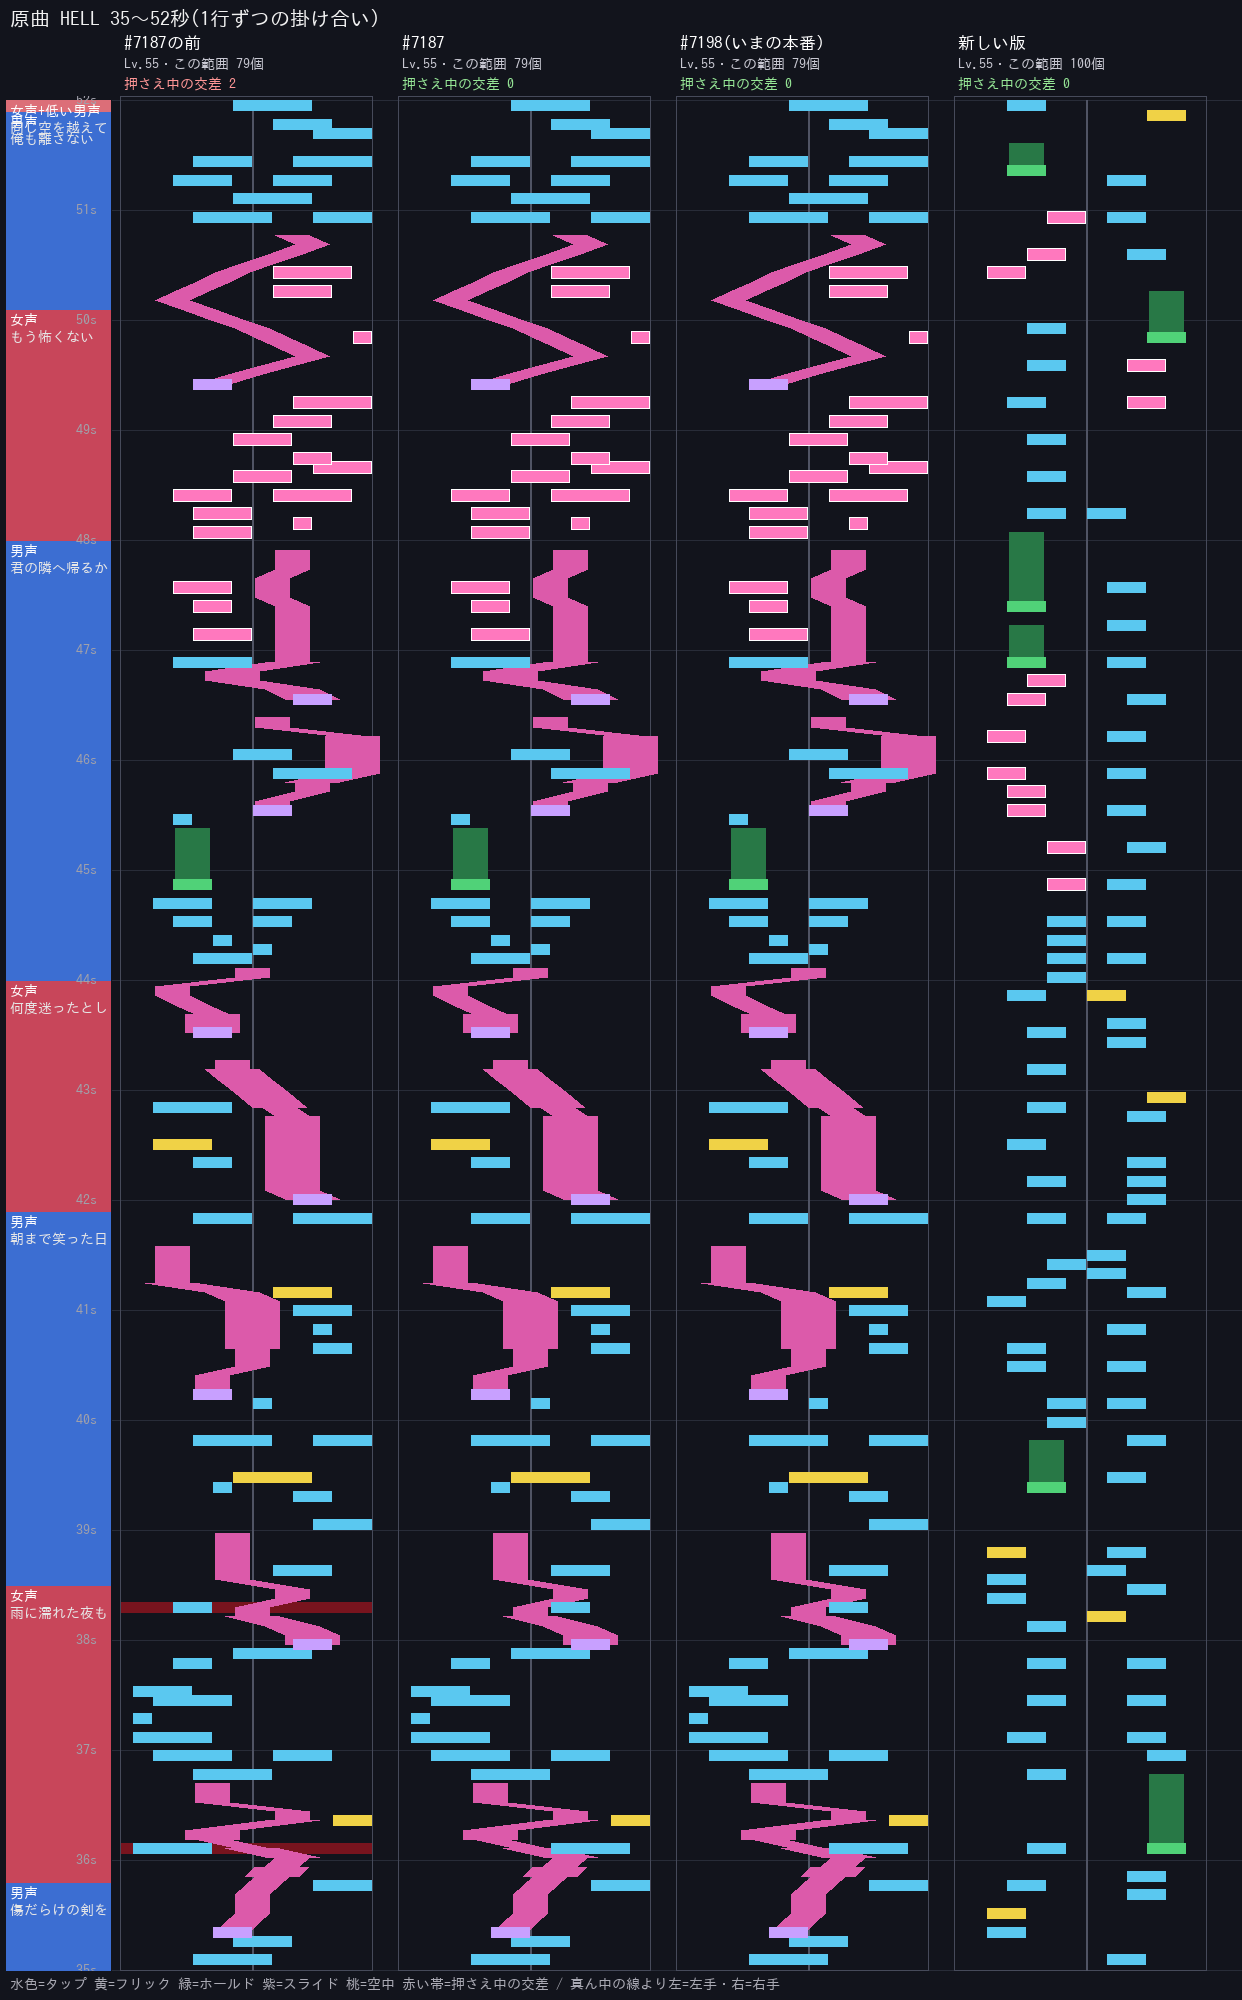 原曲 HELL 35～52秒(1行ずつの掛け合い)
#7187の前
Lv.55・この範囲 79個
押さえ中の交差 2
#7187
Lv.55・この範囲 79個
押さえ中の交差 0
#7198(いまの本番)
Lv.55・この範囲 79個
押さえ中の交差 0
新しい版
Lv.55・この範囲 100個
押さえ中の交差 0
女声+低い男声
同じ空を越えて
男声
俺も離さない
51s
50s
女声
もう怖くない
49s
48s
男声
君の隣へ帰るか
47s
46s
45s
44s
女声
何度迷ったとし
43s
42s
男声
朝まで笑った日
41s
40s
39s
女声
雨に濡れた夜も
38s
37s
36s
男声
傷だらけの剣を
35s
水色=タップ 黄=フリック 緑=ホールド 紫=スライド 桃=空中 赤い帯=押さえ中の交差 / 真ん中の線より左=左手・右=右手